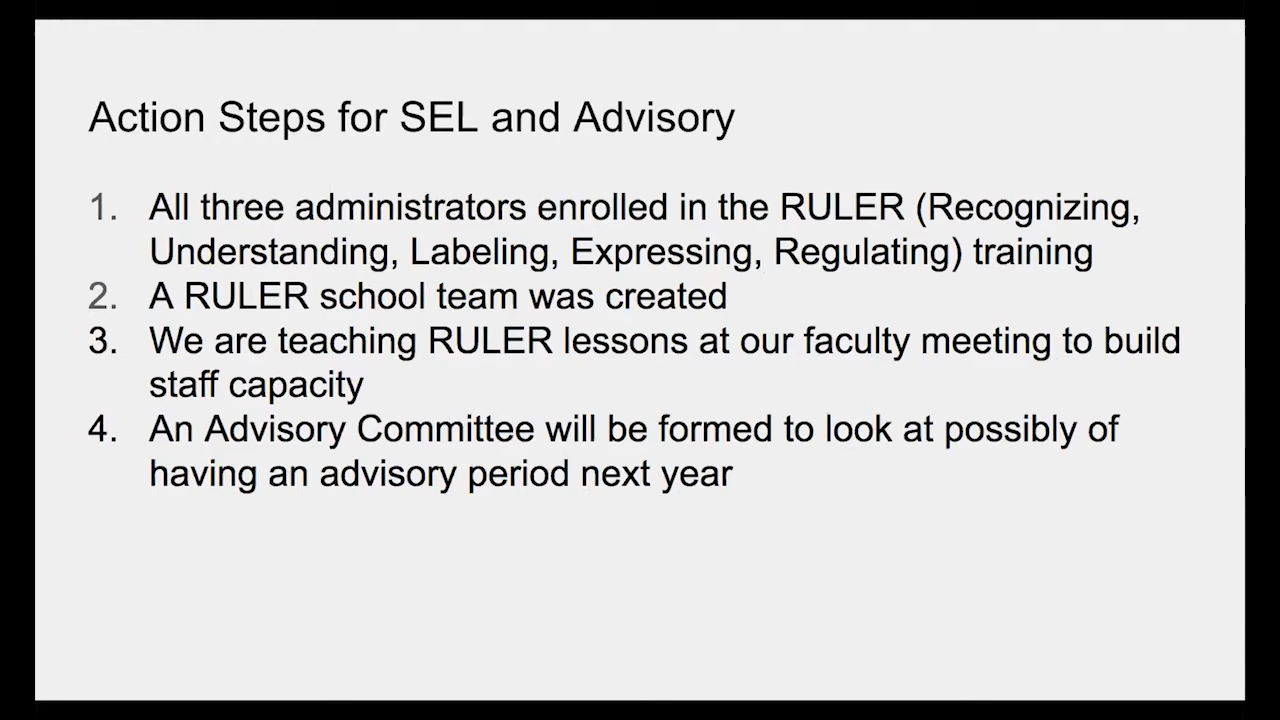 Action Steps for SEL and Advisory
1. All three administrators enrolled in the RULER (Recognizing,
Understanding, Labeling, Expressing, Regulating) training
2. A RULER school team was created
3. We are teaching RULER lessons at our faculty meeting to build
staff capacity
4. An Advisory Committee will be formed to look at possibly of
having an advisory period next year